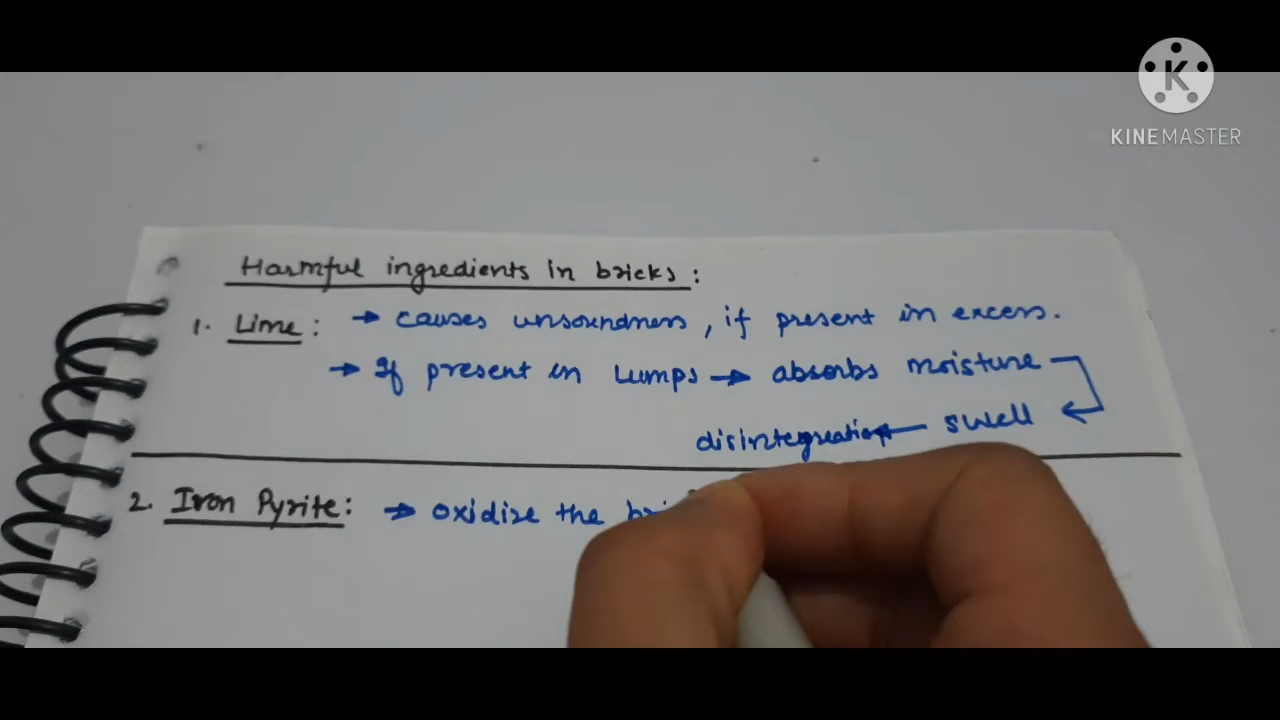 KINEMASTER
Harmful ingredients in bricks:
1. Lime: → causes unsoundness, if present in excess.
→ If present in lumps → absorbs moisture
disintegreation ← swell
2. Iron Pyrite: → oxidize the